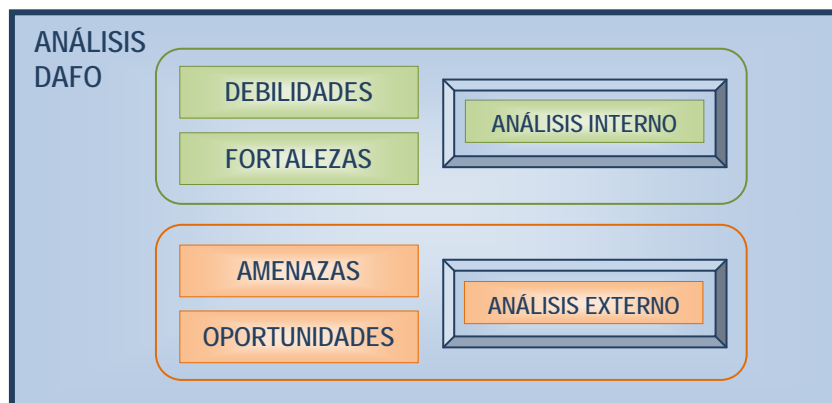 ANÁLISIS
DAFO
DEBILIDADES
FORTALEZAS
ANÁLISIS INTERNO
AMENAZAS
OPORTUNIDADES
ANÁLISIS EXTERNO